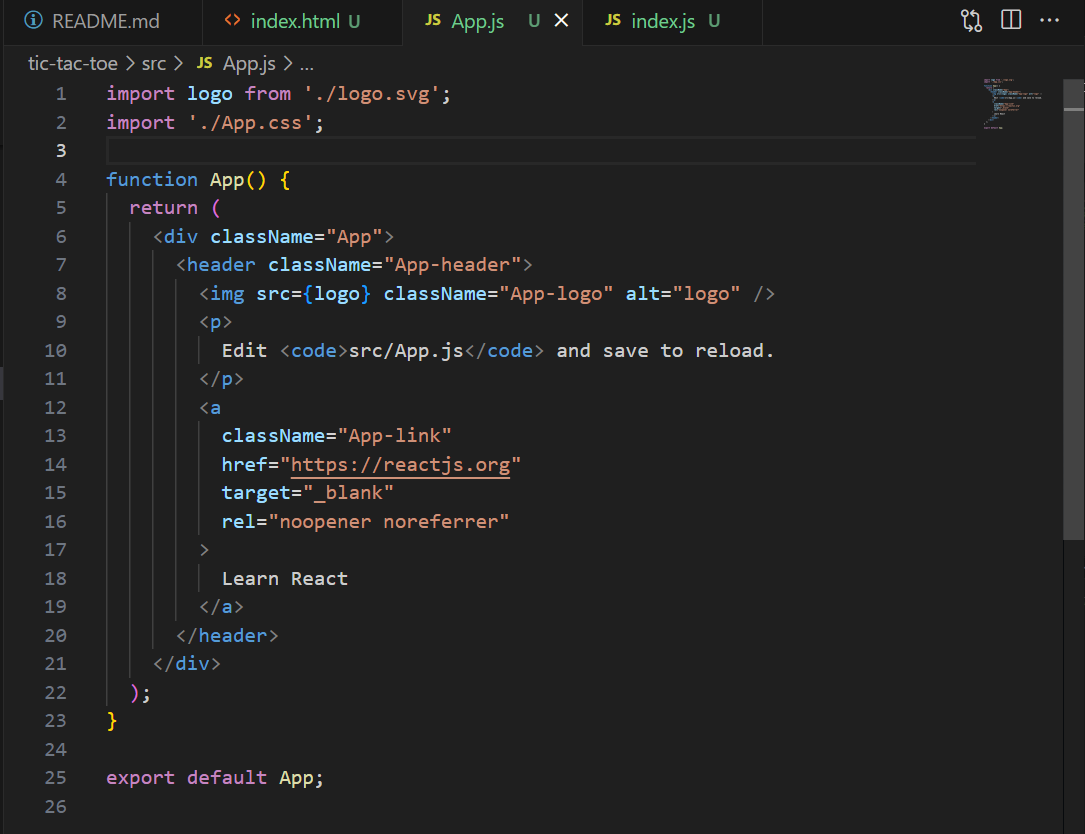 README.md index.html U JS App.js U JS index.js U
tic-tac-toe > src > JS App.js > ...
1 import logo from './logo.svg';
2 import './App.css';
3
4 function App() {
5   return (
6     <div className="App">
7       <header className="App-header">
8         <img src={logo} className="App-logo" alt="logo" />
9         <p>
10           Edit <code>src/App.js</code> and save to reload.
11         </p>
12         <a
13           className="App-link"
14           href="https://reactjs.org"
15           target="_blank"
16           rel="noopener noreferrer"
17         >
18           Learn React
19         </a>
20       </header>
21     </div>
22   );
23 }
24
25 export default App;
26